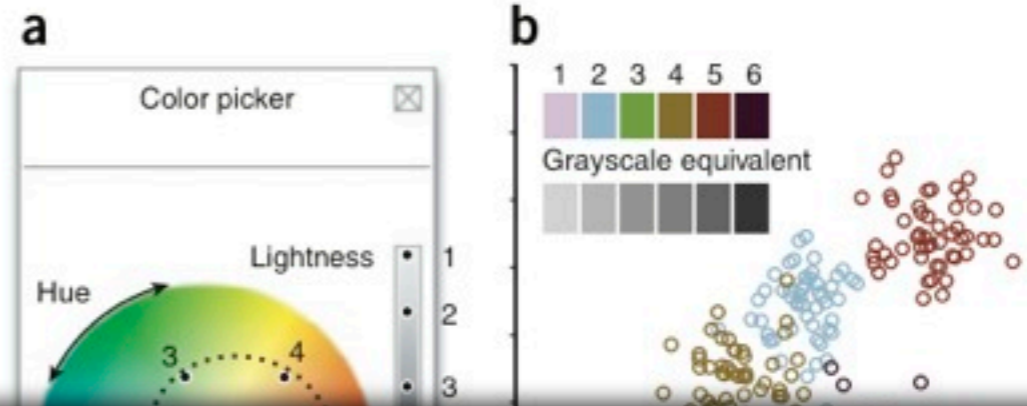 a
Color picker
Lightness
1
2
3
Hue
3
4
b
1 2 3 4 5 6
Grayscale equivalent